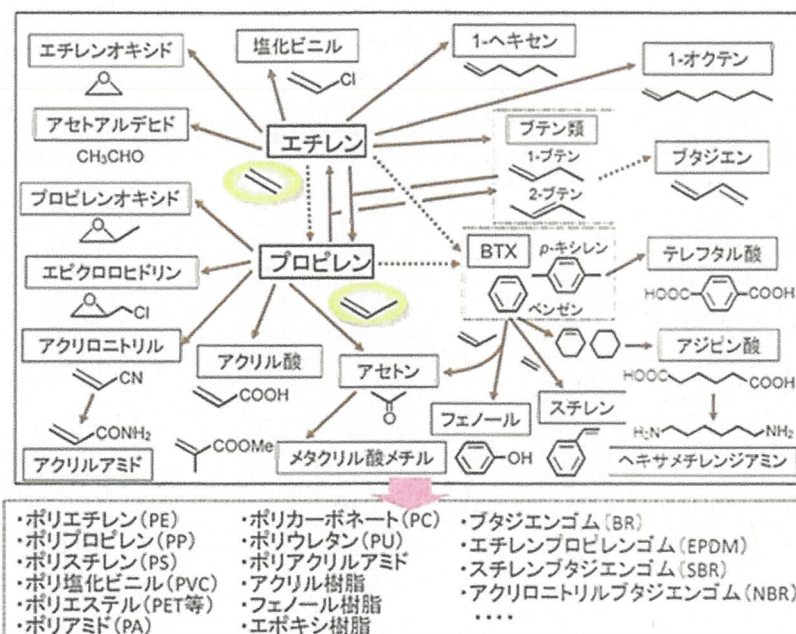 エチレンオキシド
塩化ビニル
Cl
1-ヘキセン
1-オクテン
アセトアルデヒド
CH3CHO
エチレン
ブテン類
1-ブテン
2-ブテン
ブタジエン
プロピレンオキシド
プロピレン
BTX
p-キシレン
ベンゼン
テレフタル酸
HOOC
COOH
エピクロロヒドリン
Cl
アクリロニトリル
CN
アクリル酸
COOH
アセトン
O
アジピン酸
HOOC
COOH
フェノール
OH
スチレン
CONH2
アクリルアミド
COOMe
メタクリル酸メチル
H2N
NH2
ヘキサメチレンジアミン
・ポリエチレン(PE)
・ポリプロピレン(PP)
・ポリスチレン(PS)
・ポリ塩化ビニル(PVC)
・ポリエステル(PET等)
・ポリアミド(PA)
・ポリカーボネート(PC)
・ポリウレタン(PU)
・ポリアクリルアミド
・アクリル樹脂
・フェノール樹脂
・エポキシ樹脂
・ブタジエンゴム(BR)
・エチレンプロピレンゴム(EPDM)
・スチレンブタジエンゴム(SBR)
・アクリロニトリルブタジエンゴム(NBR)
・・・・